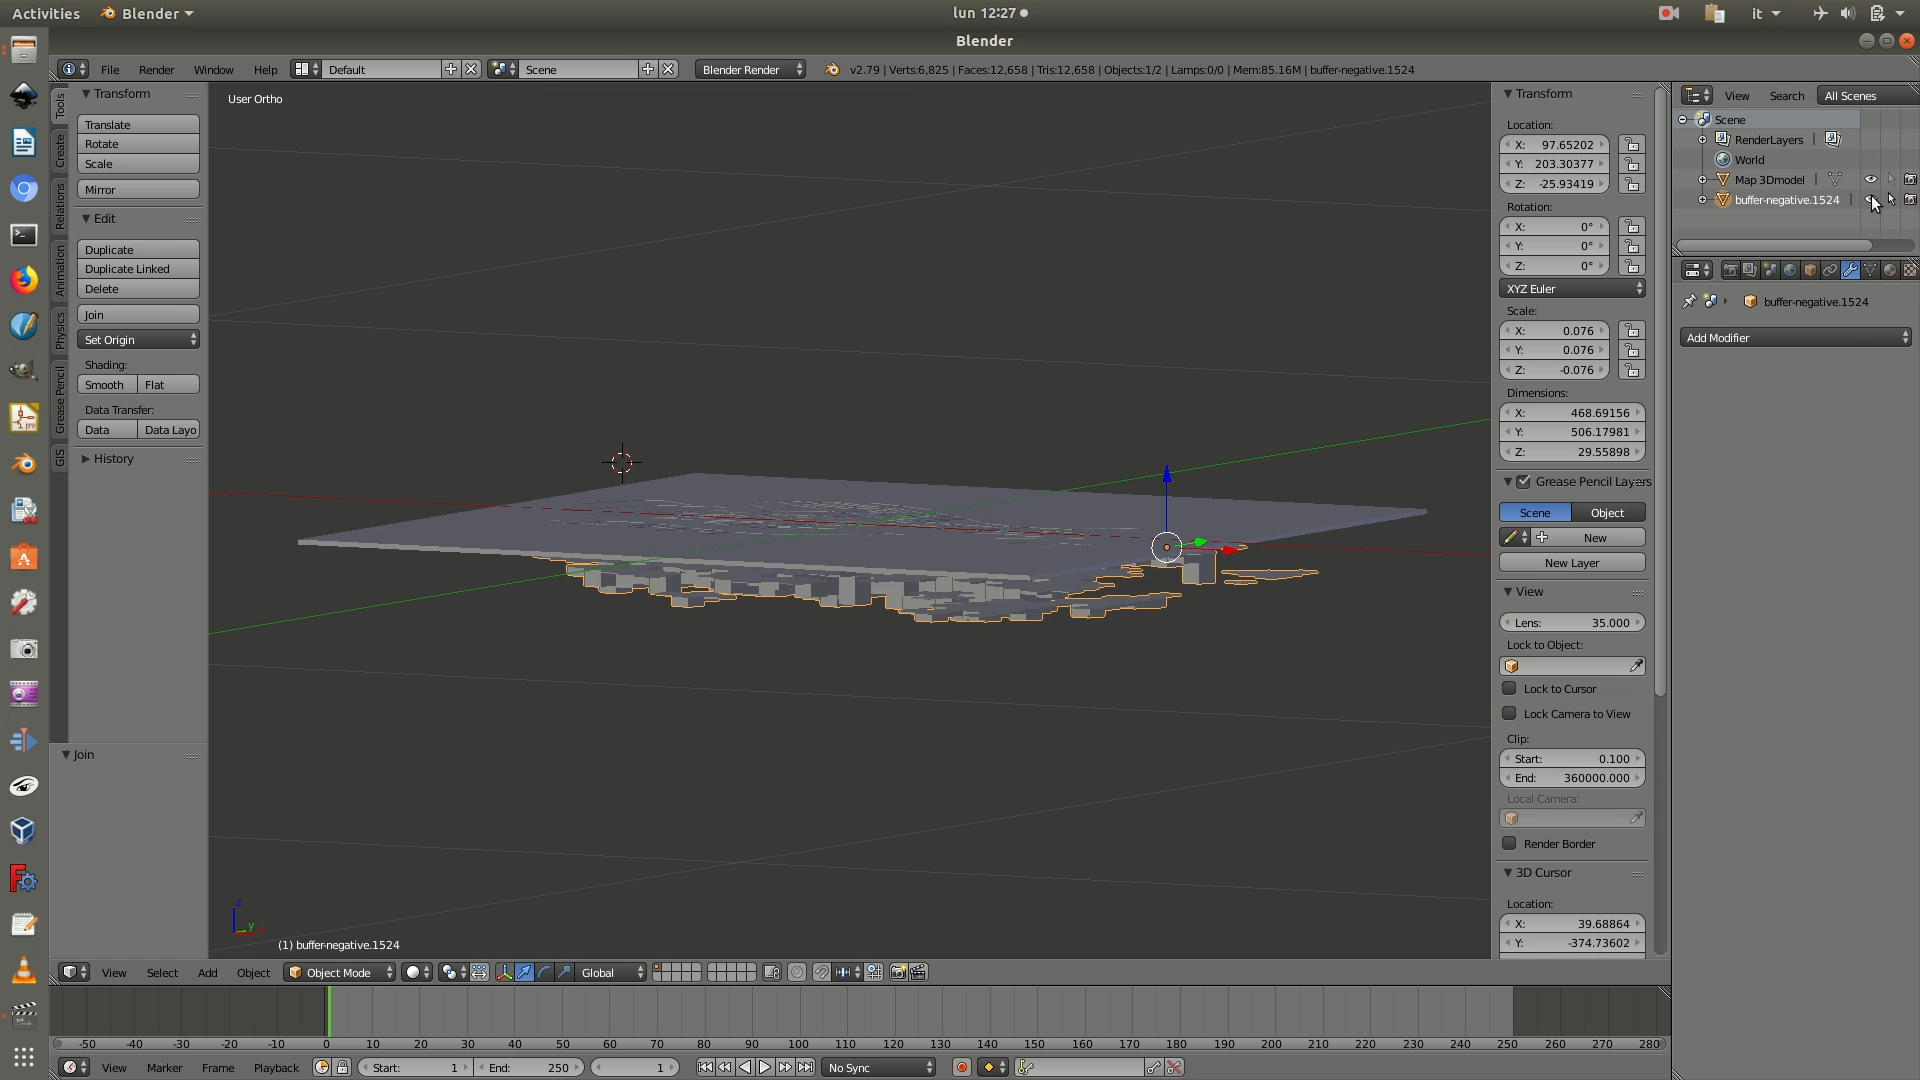 Activities
Blender
lun 12:27
it
Blender
File Render Window Help
Default
Scene
Blender Render
v2.79 | Verts:6,825 | Faces:12,658 | Tris:12,658 | Objects:1/2 | Lamps:0/0 | Mem:85.16M | buffer-negative.1524
Tools
Create
Relations
Animation
Physics
Grease Pencil
GIS
Transform
Translate
Rotate
Scale
Mirror
Edit
Duplicate
Duplicate Linked
Delete
Join
Set Origin
Shading:
Smooth Flat
Data Transfer:
Data Data Layo
History
Join
User Ortho
z
y
(1) buffer-negative.1524
Transform
Location:
X: 97.65202
Y: 203.30377
Z: -25.93419
Rotation:
X: 0°
Y: 0°
Z: 0°
XYZ Euler
Scale:
X: 0.076
Y: 0.076
Z: -0.076
Dimensions:
X: 468.69156
Y: 506.17981
Z: 29.55898
Grease Pencil Layers
Scene Object
New
New Layer
View
Lens: 35.000
Lock to Object:
Lock to Cursor
Lock Camera to View
Clip:
Start: 0.100
End: 360000.000
Local Camera:
Render Border
3D Cursor
Location:
X: 39.68864
Y: -374.73602
View Search All Scenes
Scene
RenderLayers |
World
Map 3Dmodel |
buffer-negative.1524 |
buffer-negative.1524
Add Modifier
View Select Add Object Object Mode Global
-50 -40 -30 -20 -10 0 10 20 30 40 50 60 70 80 90 100 110 120 130 140 150 160 170 180 190 200 210 220 230 240 250 260 270 280
View Marker Frame Playback Start: 1 End: 250 1 No Sync